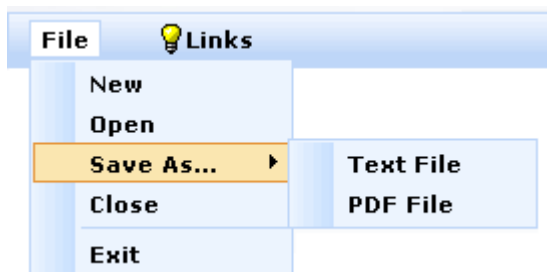 File Links
New
Open
Save As...
Text File
Close
PDF File
Exit